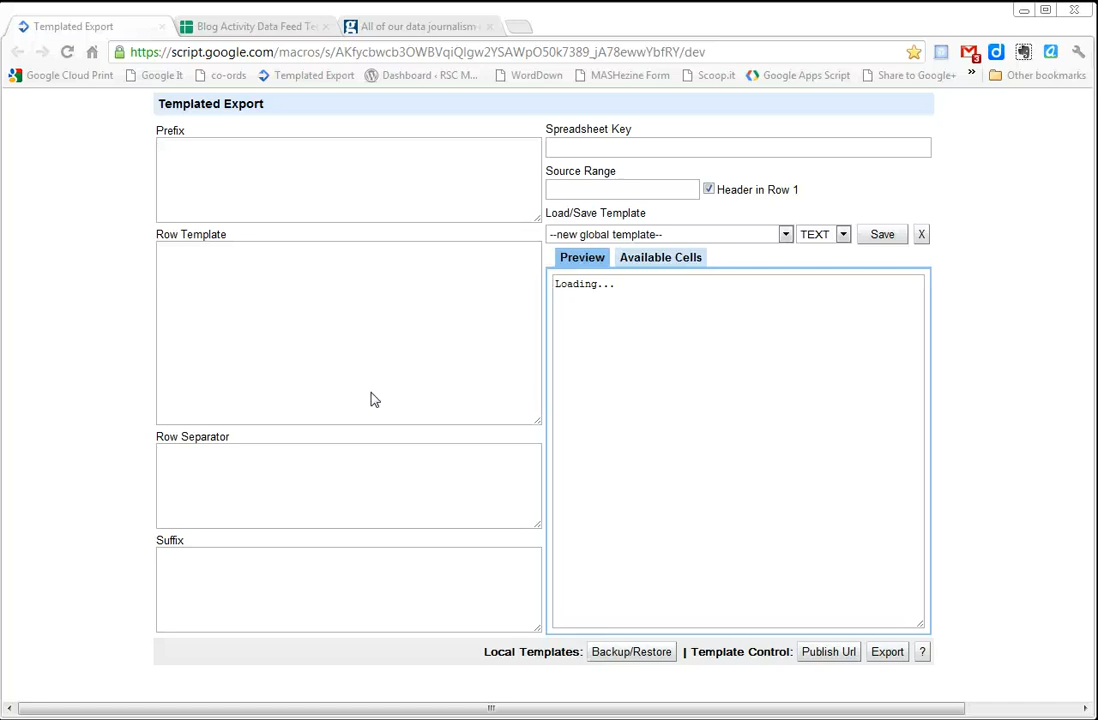 Templated Export
Blog Activity Data Feed Te
All of our data journalism
https://script.google.com/macros/s/AKfycbwcb3OWBVqiQlgw2YSAWpO50k7389_jA78ewwYbfRY/dev
3
Google Cloud Print
Google It
co-ords
Templated Export
Dashboard ‹ RSC M...
WordDown
MASHezine Form
Scoop.it
Google Apps Script
Share to Google+
»
Other bookmarks
Templated Export
Prefix
Spreadsheet Key
Source Range
Header in Row 1
Load/Save Template
--new global template--
TEXT
Save
X
Row Template
Preview
Available Cells
Loading...
Row Separator
Suffix
Local Templates:
Backup/Restore
| Template Control:
Publish Url
Export
?